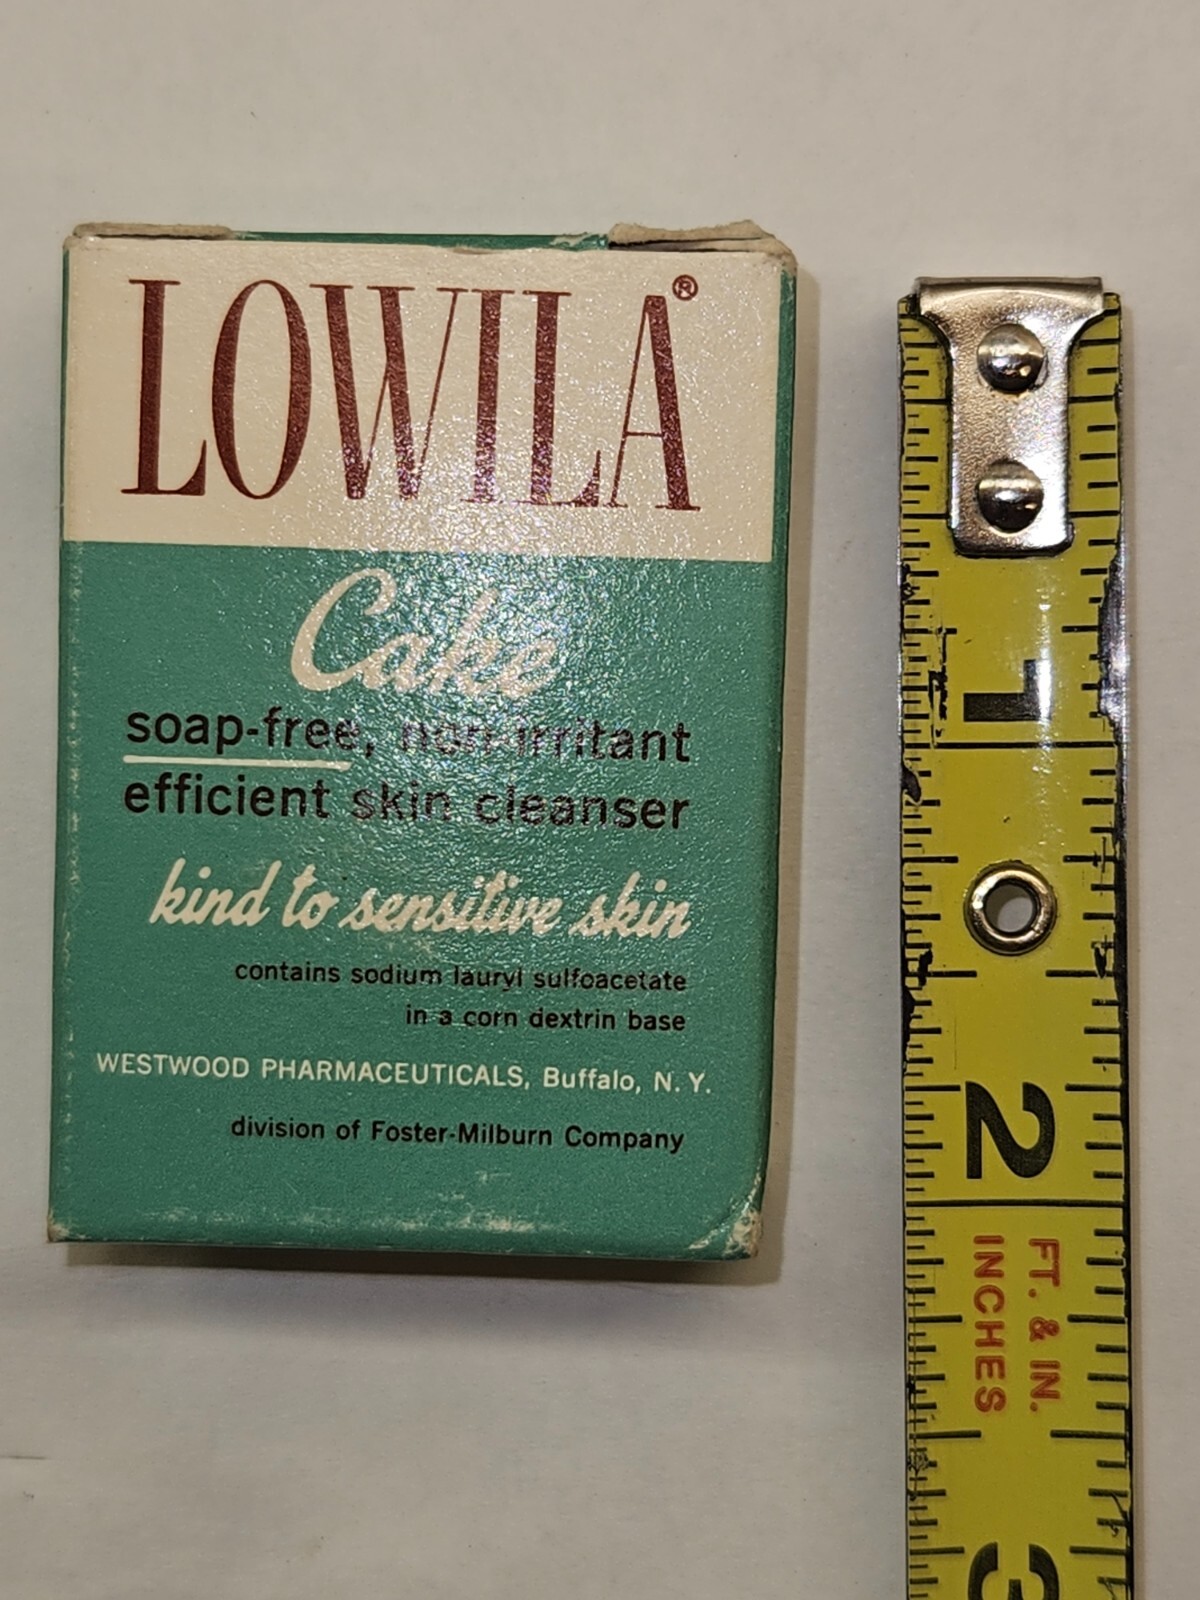 LOWILA®
Cake
soap-free, non-irritant
efficient skin cleanser
kind to sensitive skin
contains sodium lauryl sulfoacetate
in a corn dextrin base
WESTWOOD PHARMACEUTICALS, Buffalo, N. Y.
division of Foster-Milburn Company
1
2
FT. & IN.
INCHES
3